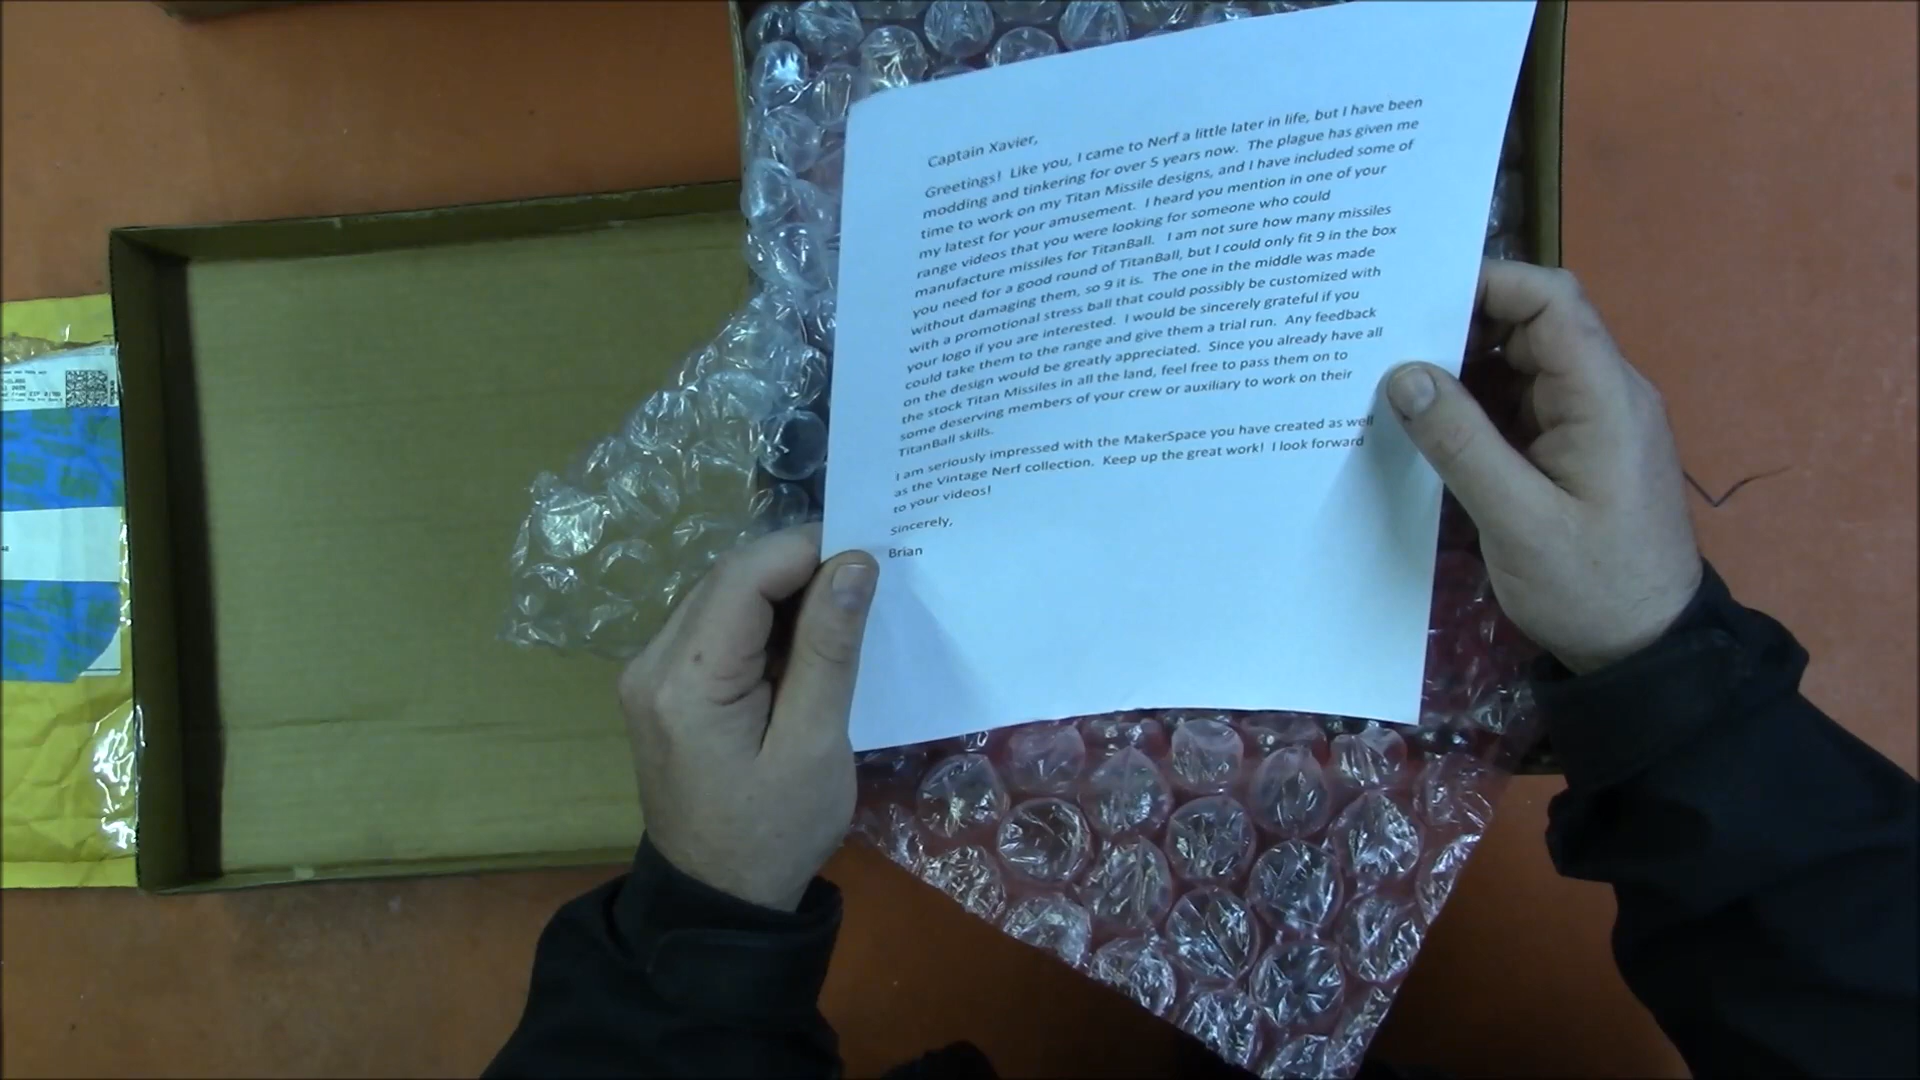 Captain Xavier,
Greetings! Like you, I came to Nerf a little later in life, but I have been
modding and tinkering for over 5 years now. The plague has given me
time to work on my Titan Missile designs, and I have included some of
my latest for your amusement. I heard you mention in one of your
range videos that you were looking for someone who could
manufacture missiles for TitanBall. I am not sure how many missiles
you need for a good round of TitanBall, but I could only fit 9 in the box
without damaging them, so 9 it is. The one in the middle was made
with a promotional stress ball that could possibly be customized with
your logo if you are interested. I would be sincerely grateful if you
could take them to the range and give them a trial run. Any feedback
on the design would be greatly appreciated. Since you already have all
the stock Titan Missiles in all the land, feel free to pass them on to
some deserving members of your crew or auxiliary to work on their
TitanBall skills.
I am seriously impressed with the MakerSpace you have created as well
as the Vintage Nerf collection. Keep up the great work! I look forward
to your videos!
Sincerely,
Brian